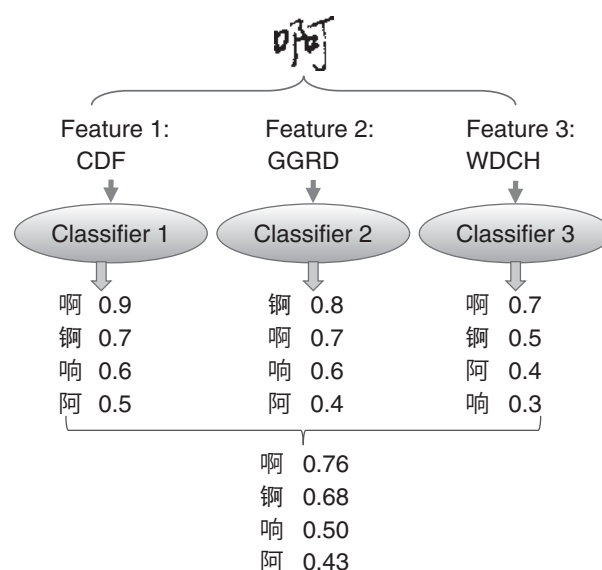 啊
Feature 1: Feature 2: Feature 3:
CDF GGRD WDCH
Classifier 1 Classifier 2 Classifier 3
啊 0.9 锕 0.8 啊 0.7
锕 0.7 啊 0.7 锕 0.5
响 0.6 响 0.6 阿 0.4
阿 0.5 阿 0.4 响 0.3
啊 0.76
锕 0.68
响 0.50
阿 0.43